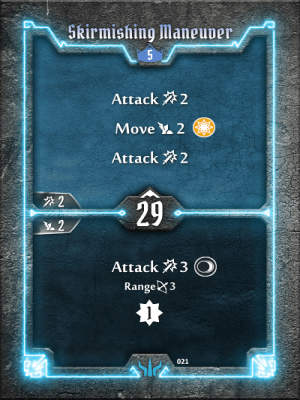 Skirmishing Maneuver
5
Attack 2
Move 2
Attack 2
2
29
2
Attack 3
Range 3
1
021